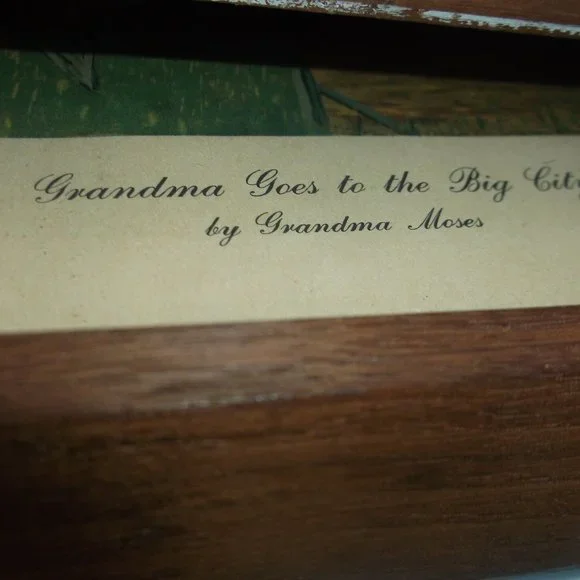 Grandma Goes to the Big City
by Grandma Moses